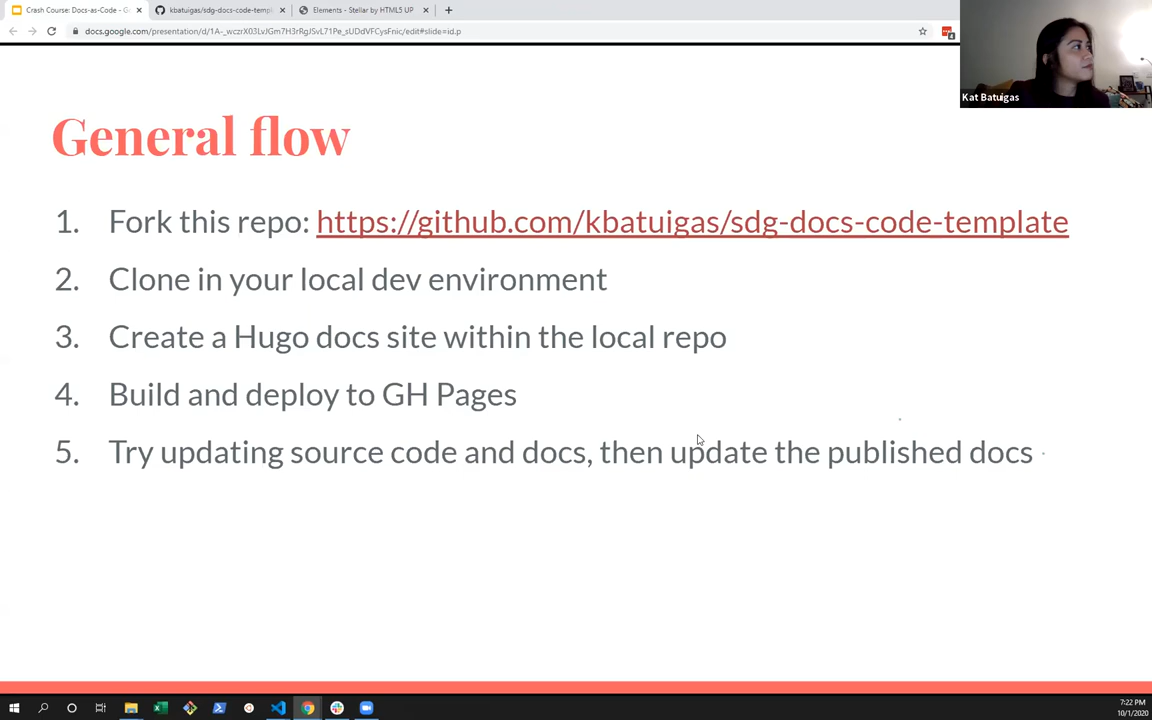 Crash Course: Docs-as-Code - G
kbatuigas/sdg-docs-code-templ
Elements - Stellar by HTML5 UP
docs.google.com/presentation/d/1A-_wczrX03LvJGm7H3rRgJSvL71Pe_sUDdVFCysFnic/edit#slide=id.p
Kat Batuigas
General flow
1. Fork this repo: https://github.com/kbatuigas/sdg-docs-code-template
2. Clone in your local dev environment
3. Create a Hugo docs site within the local repo
4. Build and deploy to GH Pages
5. Try updating source code and docs, then update the published docs
7:22 PM
10/1/2020